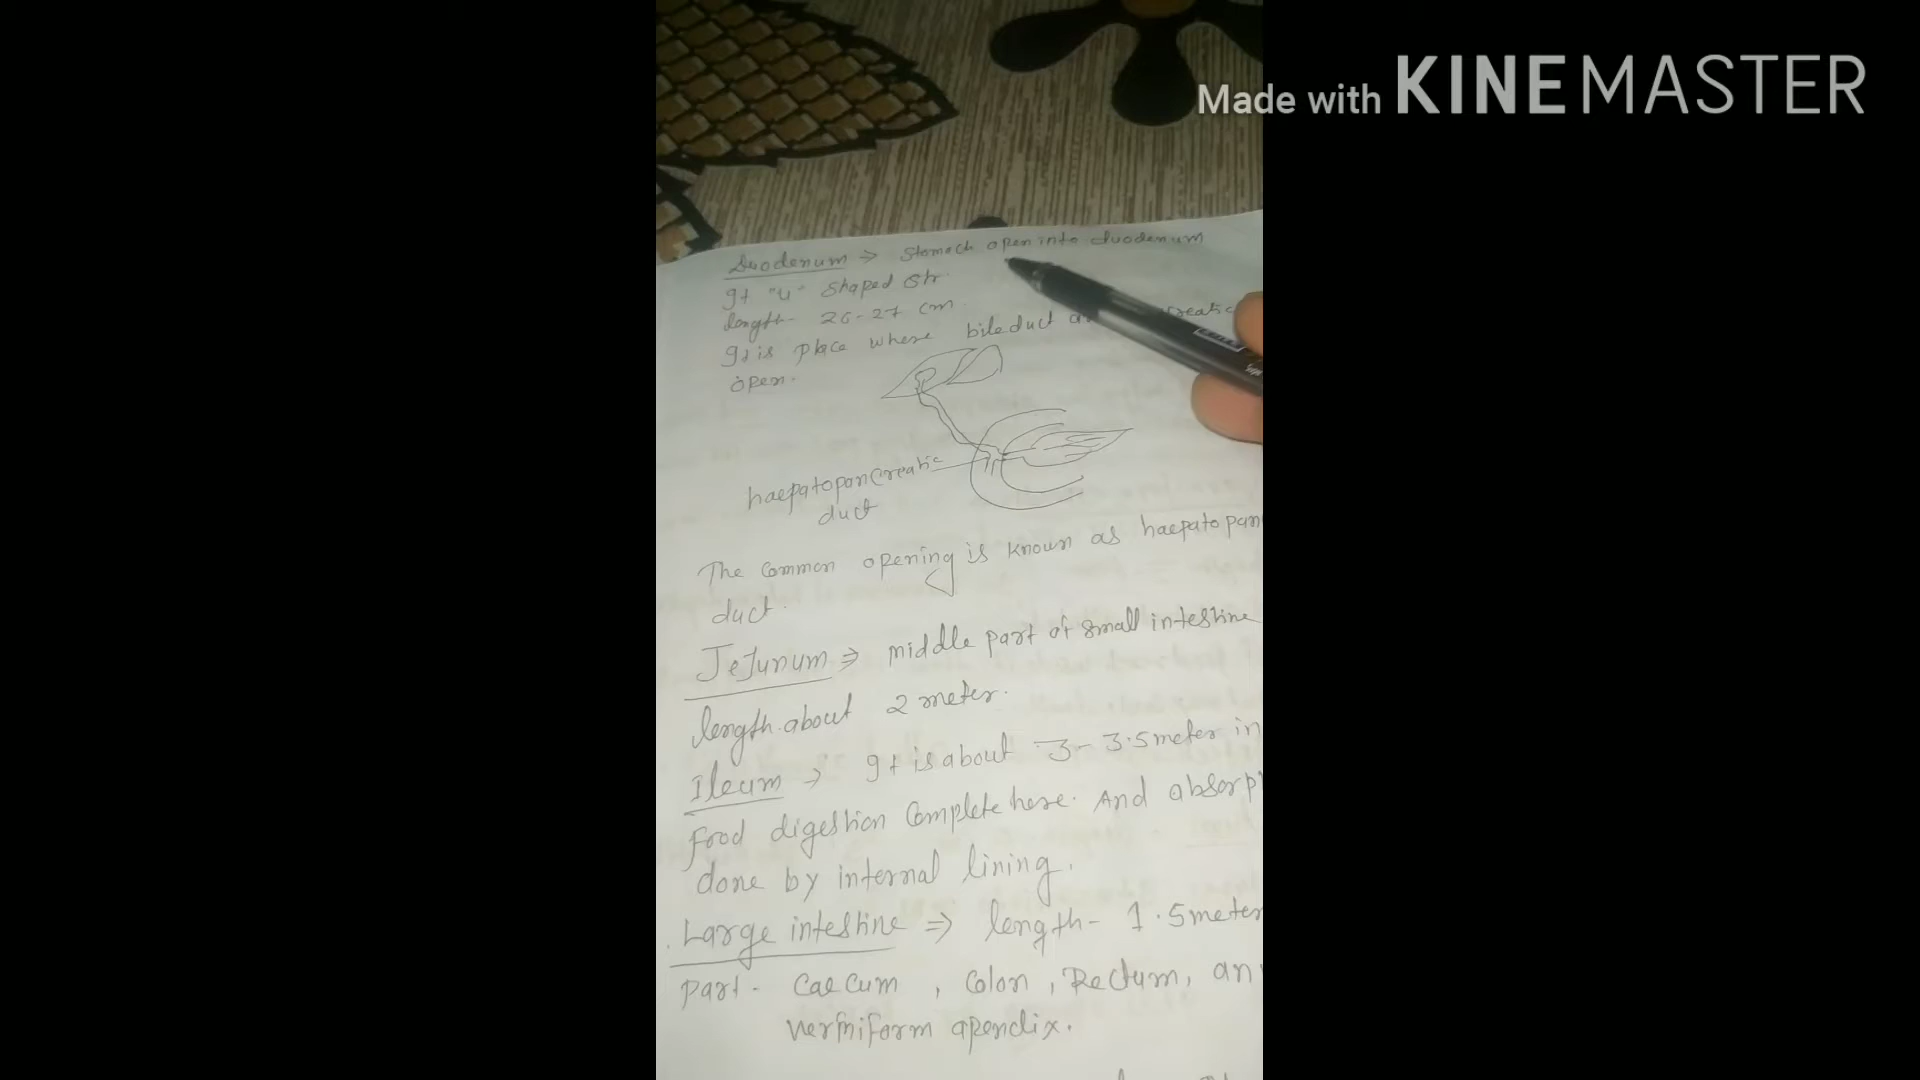 Made with KINEMASTER
Duodenum → Stomach open into duodenum
It "U" Shaped Str.
length- 26-27 cm.
It is place where bile duct
open.
haepatopancreatic
duct
The Common opening is known as haepatopan
duct.
Jejunum ⇒ middle part of small intestine
length about 2 meter.
Ileum → It is about 3- 3.5 meter in
Food digestion Complete here. And absorp
done by internal lining.
Large intestine ⇒ length- 1.5 meter
Part- Caecum, Colon, Rectum, an
vermiform apendix.